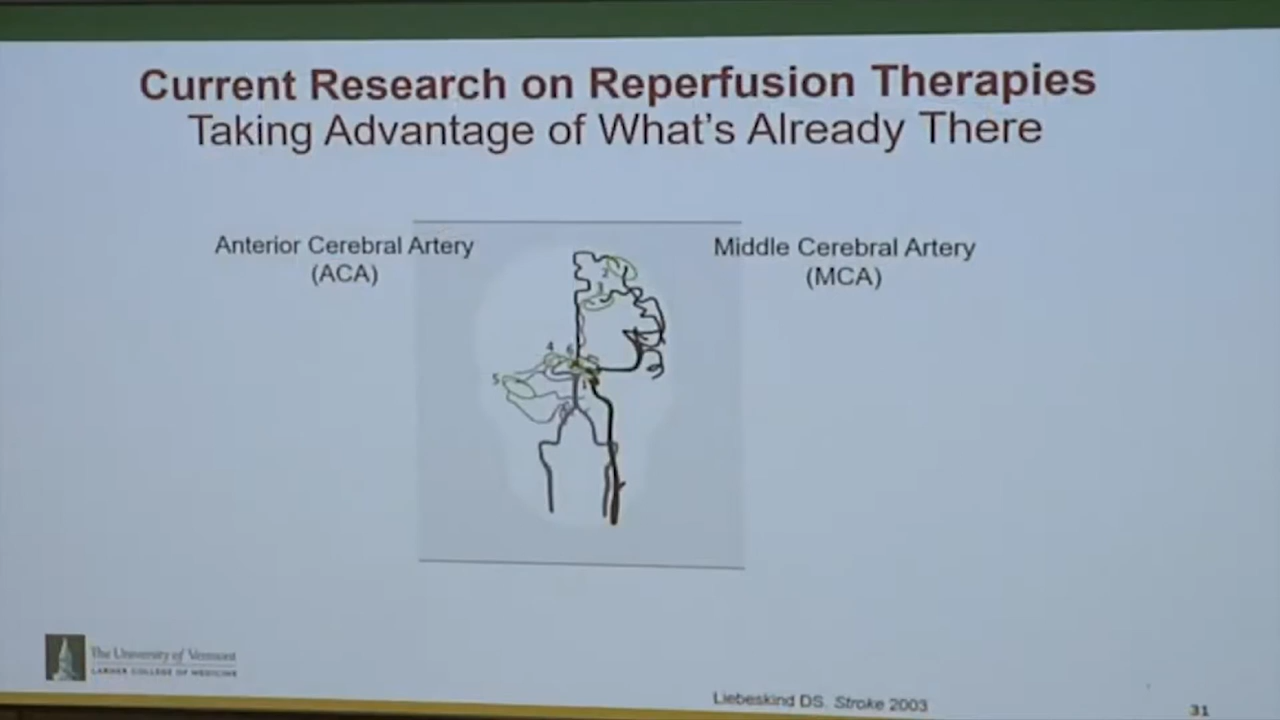 Current Research on Reperfusion Therapies
Taking Advantage of What's Already There
Anterior Cerebral Artery
(ACA)
Middle Cerebral Artery
(MCA)
4
6
5
1
The University of Vermont
LARNER COLLEGE OF MEDICINE
Liebeskind DS. Stroke 2003
31